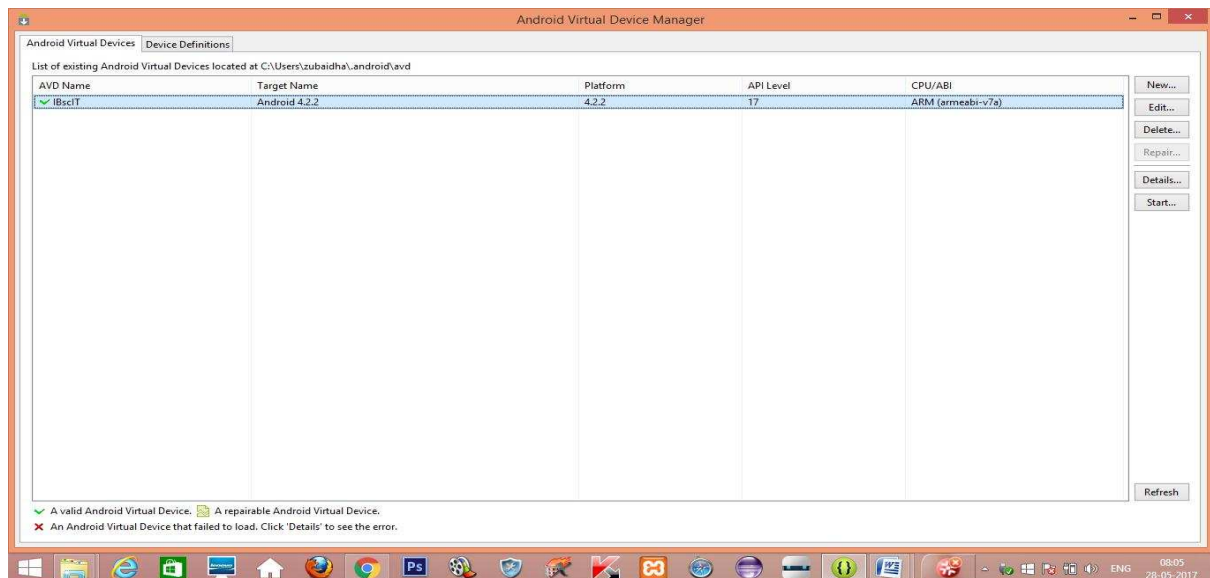 Android Virtual Device Manager
Android Virtual Devices Device Definitions
List of existing Android Virtual Devices located at C:\Users\zubaidha\.android\avd
AVD Name Target Name Platform API Level CPU/ABI
IBscIT Android 4.2.2 4.2.2 17 ARM (armeabi-v7a)
New...
Edit...
Delete...
Repair...
Details...
Start...
Refresh
A valid Android Virtual Device. A repairable Android Virtual Device.
An Android Virtual Device that failed to load. Click 'Details' to see the error.
Ps
ENG
08:05
28-05-2017